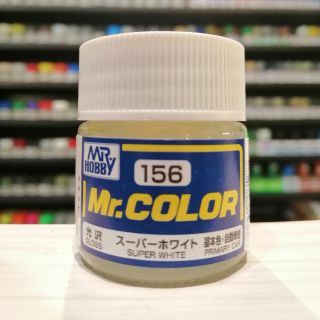 MR
HOBBY
156
Mr.COLOR
光沢
GLOSS
スーパーホワイト
SUPER WHITE
基本色・自動車色
PRIMARY-CAR